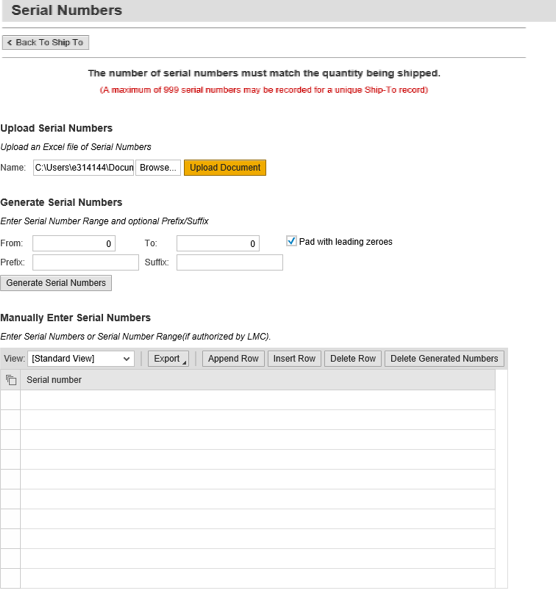 Serial Numbers
< Back To Ship To
The number of serial numbers must match the quantity being shipped.
(A maximum of 999 serial numbers may be recorded for a unique Ship-To record)
Upload Serial Numbers
Upload an Excel file of Serial Numbers
Name: C:\Users\e314144\Docun Browse... Upload Document
Generate Serial Numbers
Enter Serial Number Range and optional Prefix/Suffix
From: 0 To: 0 Pad with leading zeroes
Prefix: Suffix:
Generate Serial Numbers
Manually Enter Serial Numbers
Enter Serial Numbers or Serial Number Range(if authorized by LMC).
View: [Standard View] Export Append Row Insert Row Delete Row Delete Generated Numbers
Serial number